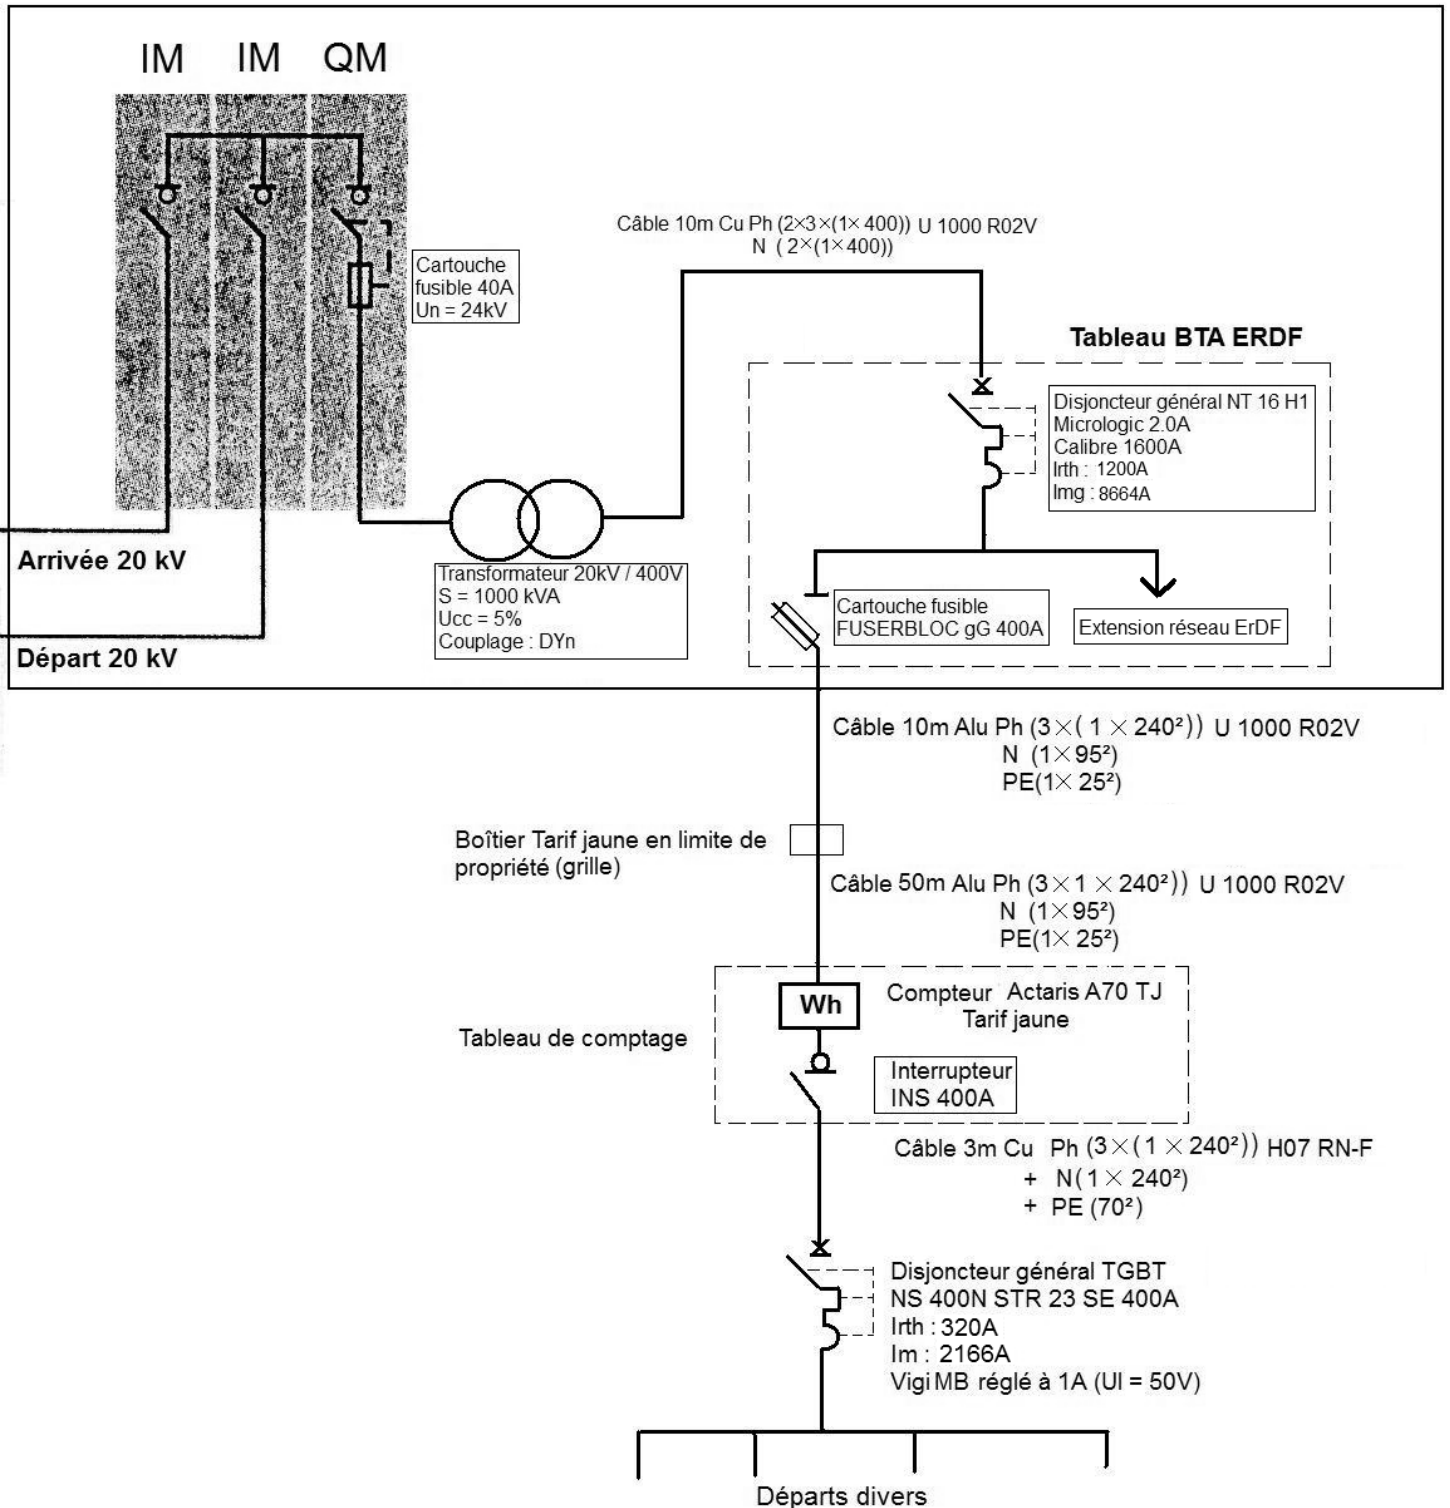 IM IM QM
Cartouche
fusible 40A
Un = 24kV
Câble 10m Cu Ph (2×3×(1×400)) U 1000 R02V
N (2×(1×400))
Tableau BTA ERDF
Disjoncteur général NT 16 H1
Micrologic 2.0A
Calibre 1600A
Irth : 1200A
Img : 8664A
Arrivée 20 kV
Départ 20 kV
Transformateur 20kV / 400V
S = 1000 kVA
Ucc = 5%
Couplage : DYn
Cartouche fusible
FUSERBLOC gG 400A
Extension réseau ErDF
Câble 10m Alu Ph (3×(1×240²)) U 1000 R02V
N (1×95²)
PE(1×25²)
Boîtier Tarif jaune en limite de
propriété (grille)
Câble 50m Alu Ph (3×1×240²)) U 1000 R02V
N (1×95²)
PE(1×25²)
Tableau de comptage
Wh
Compteur Actaris A70 TJ
Tarif jaune
Interrupteur
INS 400A
Câble 3m Cu Ph (3×(1×240²)) H07 RN-F
+ N(1×240²)
+ PE (70²)
Disjoncteur général TGBT
NS 400N STR 23 SE 400A
Irth : 320A
Im : 2166A
Vigi MB réglé à 1A (Ul = 50V)
Départs divers